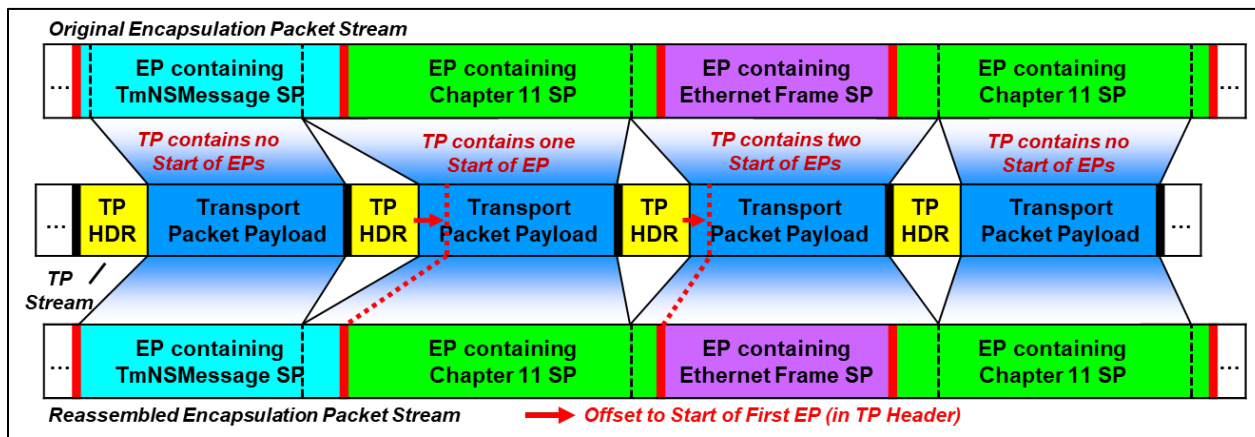 Original Encapsulation Packet Stream
... EP containing TmNSMessage SP EP containing Chapter 11 SP EP containing Ethernet Frame SP EP containing Chapter 11 SP ...
TP contains no Start of EPs TP contains one Start of EP TP contains two Start of EPs TP contains no Start of EPs
... TP HDR Transport Packet Payload TP HDR Transport Packet Payload TP HDR Transport Packet Payload TP HDR Transport Packet Payload ...
TP Stream
... EP containing TmNSMessage SP EP containing Chapter 11 SP EP containing Ethernet Frame SP EP containing Chapter 11 SP ...
Reassembled Encapsulation Packet Stream Offset to Start of First EP (in TP Header)